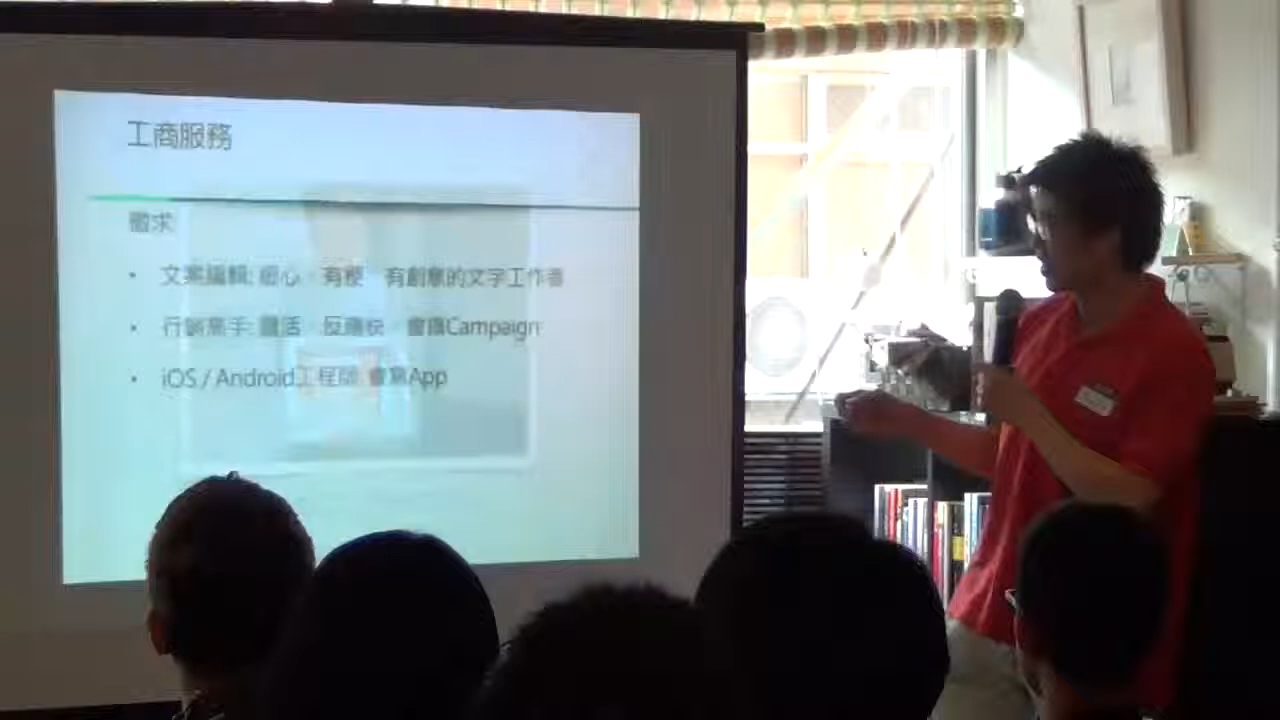 工商服務
徵求
• 文案編輯: 細心、有梗、有創意的文字工作者
• 行銷高手: 靈活、反應快、會搞Campaign
• iOS / Android工程師: 會寫App